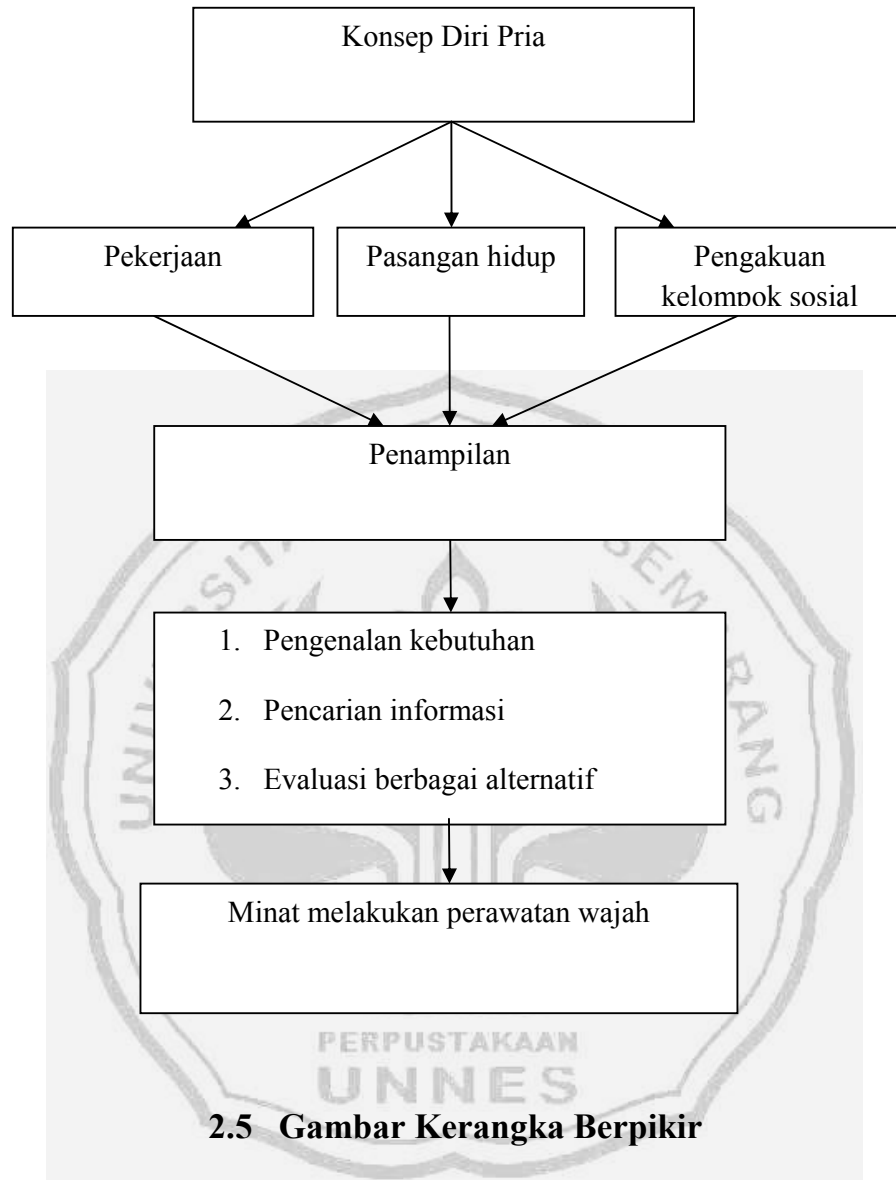 Konsep Diri Pria
Pekerjaan
Pasangan hidup
Pengakuan
kelompok sosial
Penampilan
1. Pengenalan kebutuhan
2. Pencarian informasi
3. Evaluasi berbagai alternatif
Minat melakukan perawatan wajah
PERPUSTAKAAN
UNNES
2.5 Gambar Kerangka Berpikir